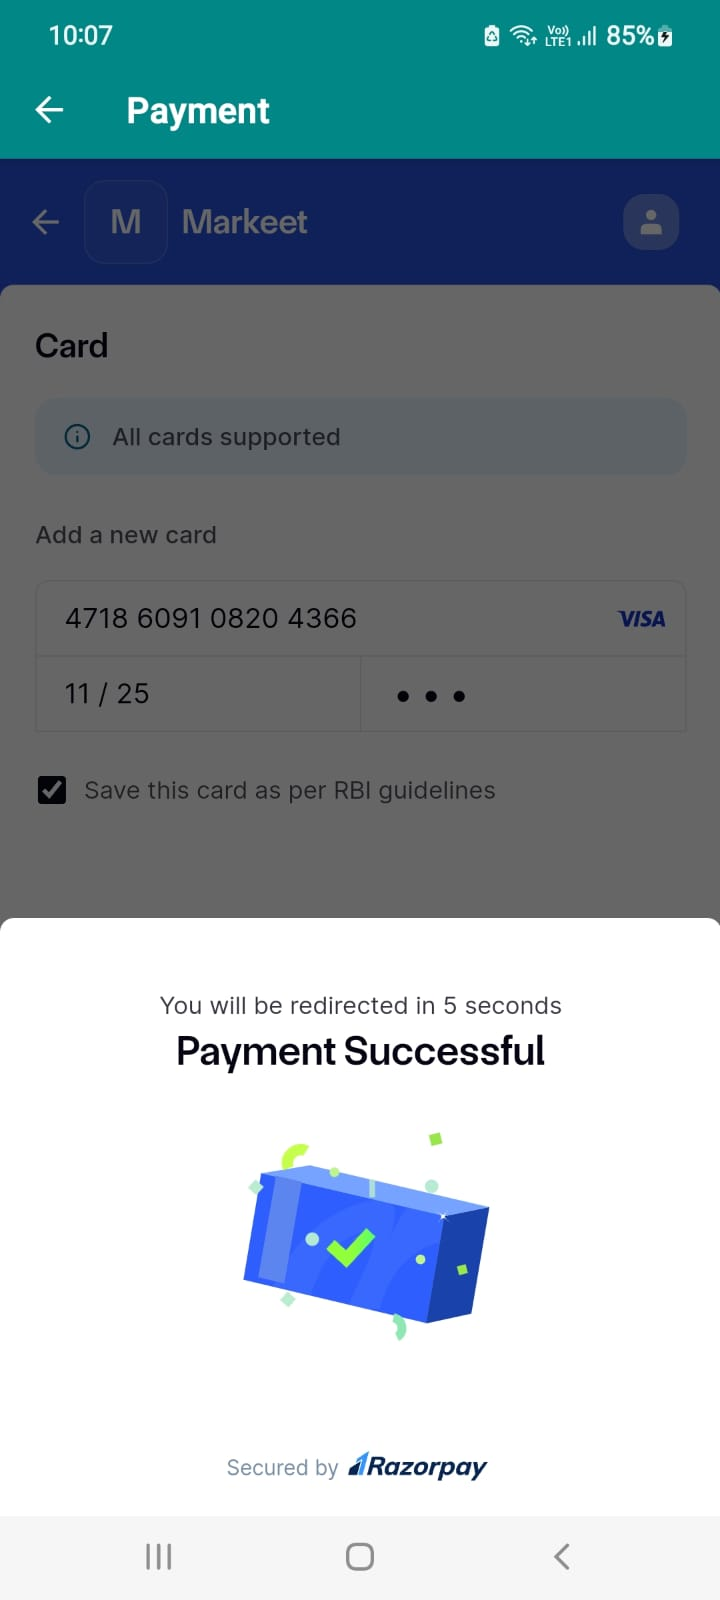 10:07
Vo)) LTE1 85%
Payment
M Markeet
Card
All cards supported
Add a new card
4718 6091 0820 4366 VISA
11 / 25
Save this card as per RBI guidelines
You will be redirected in 5 seconds
Payment Successful
Secured by Razorpay